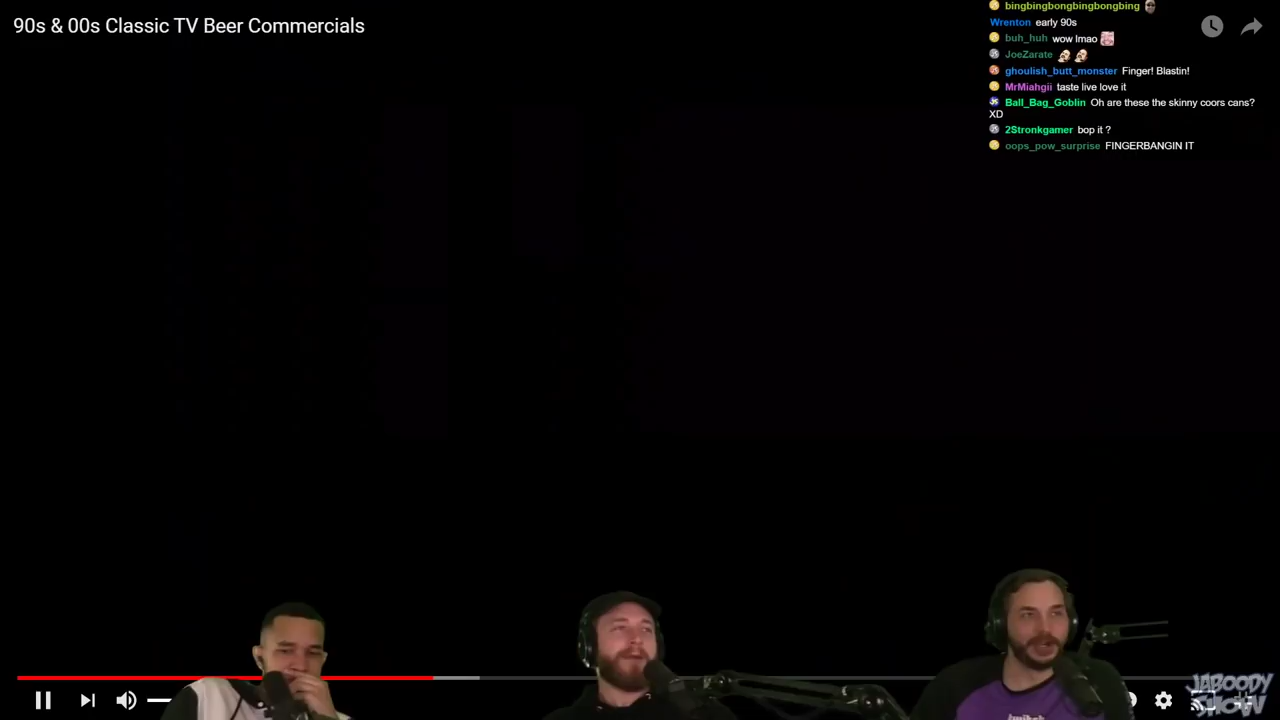 90s & 00s Classic TV Beer Commercials
bingbingbongbingbongbing
Wrenton early 90s
buh_huh wow lmao
JoeZarate
ghoulish_butt_monster Finger! Blastin!
MrMiahgii taste live love it
Ball_Bag_Goblin Oh are these the skinny coors cans?
XD
2Stronkgamer bop it ?
oops_pow_surprise FINGERBANGIN IT
JABOODY
SHOW